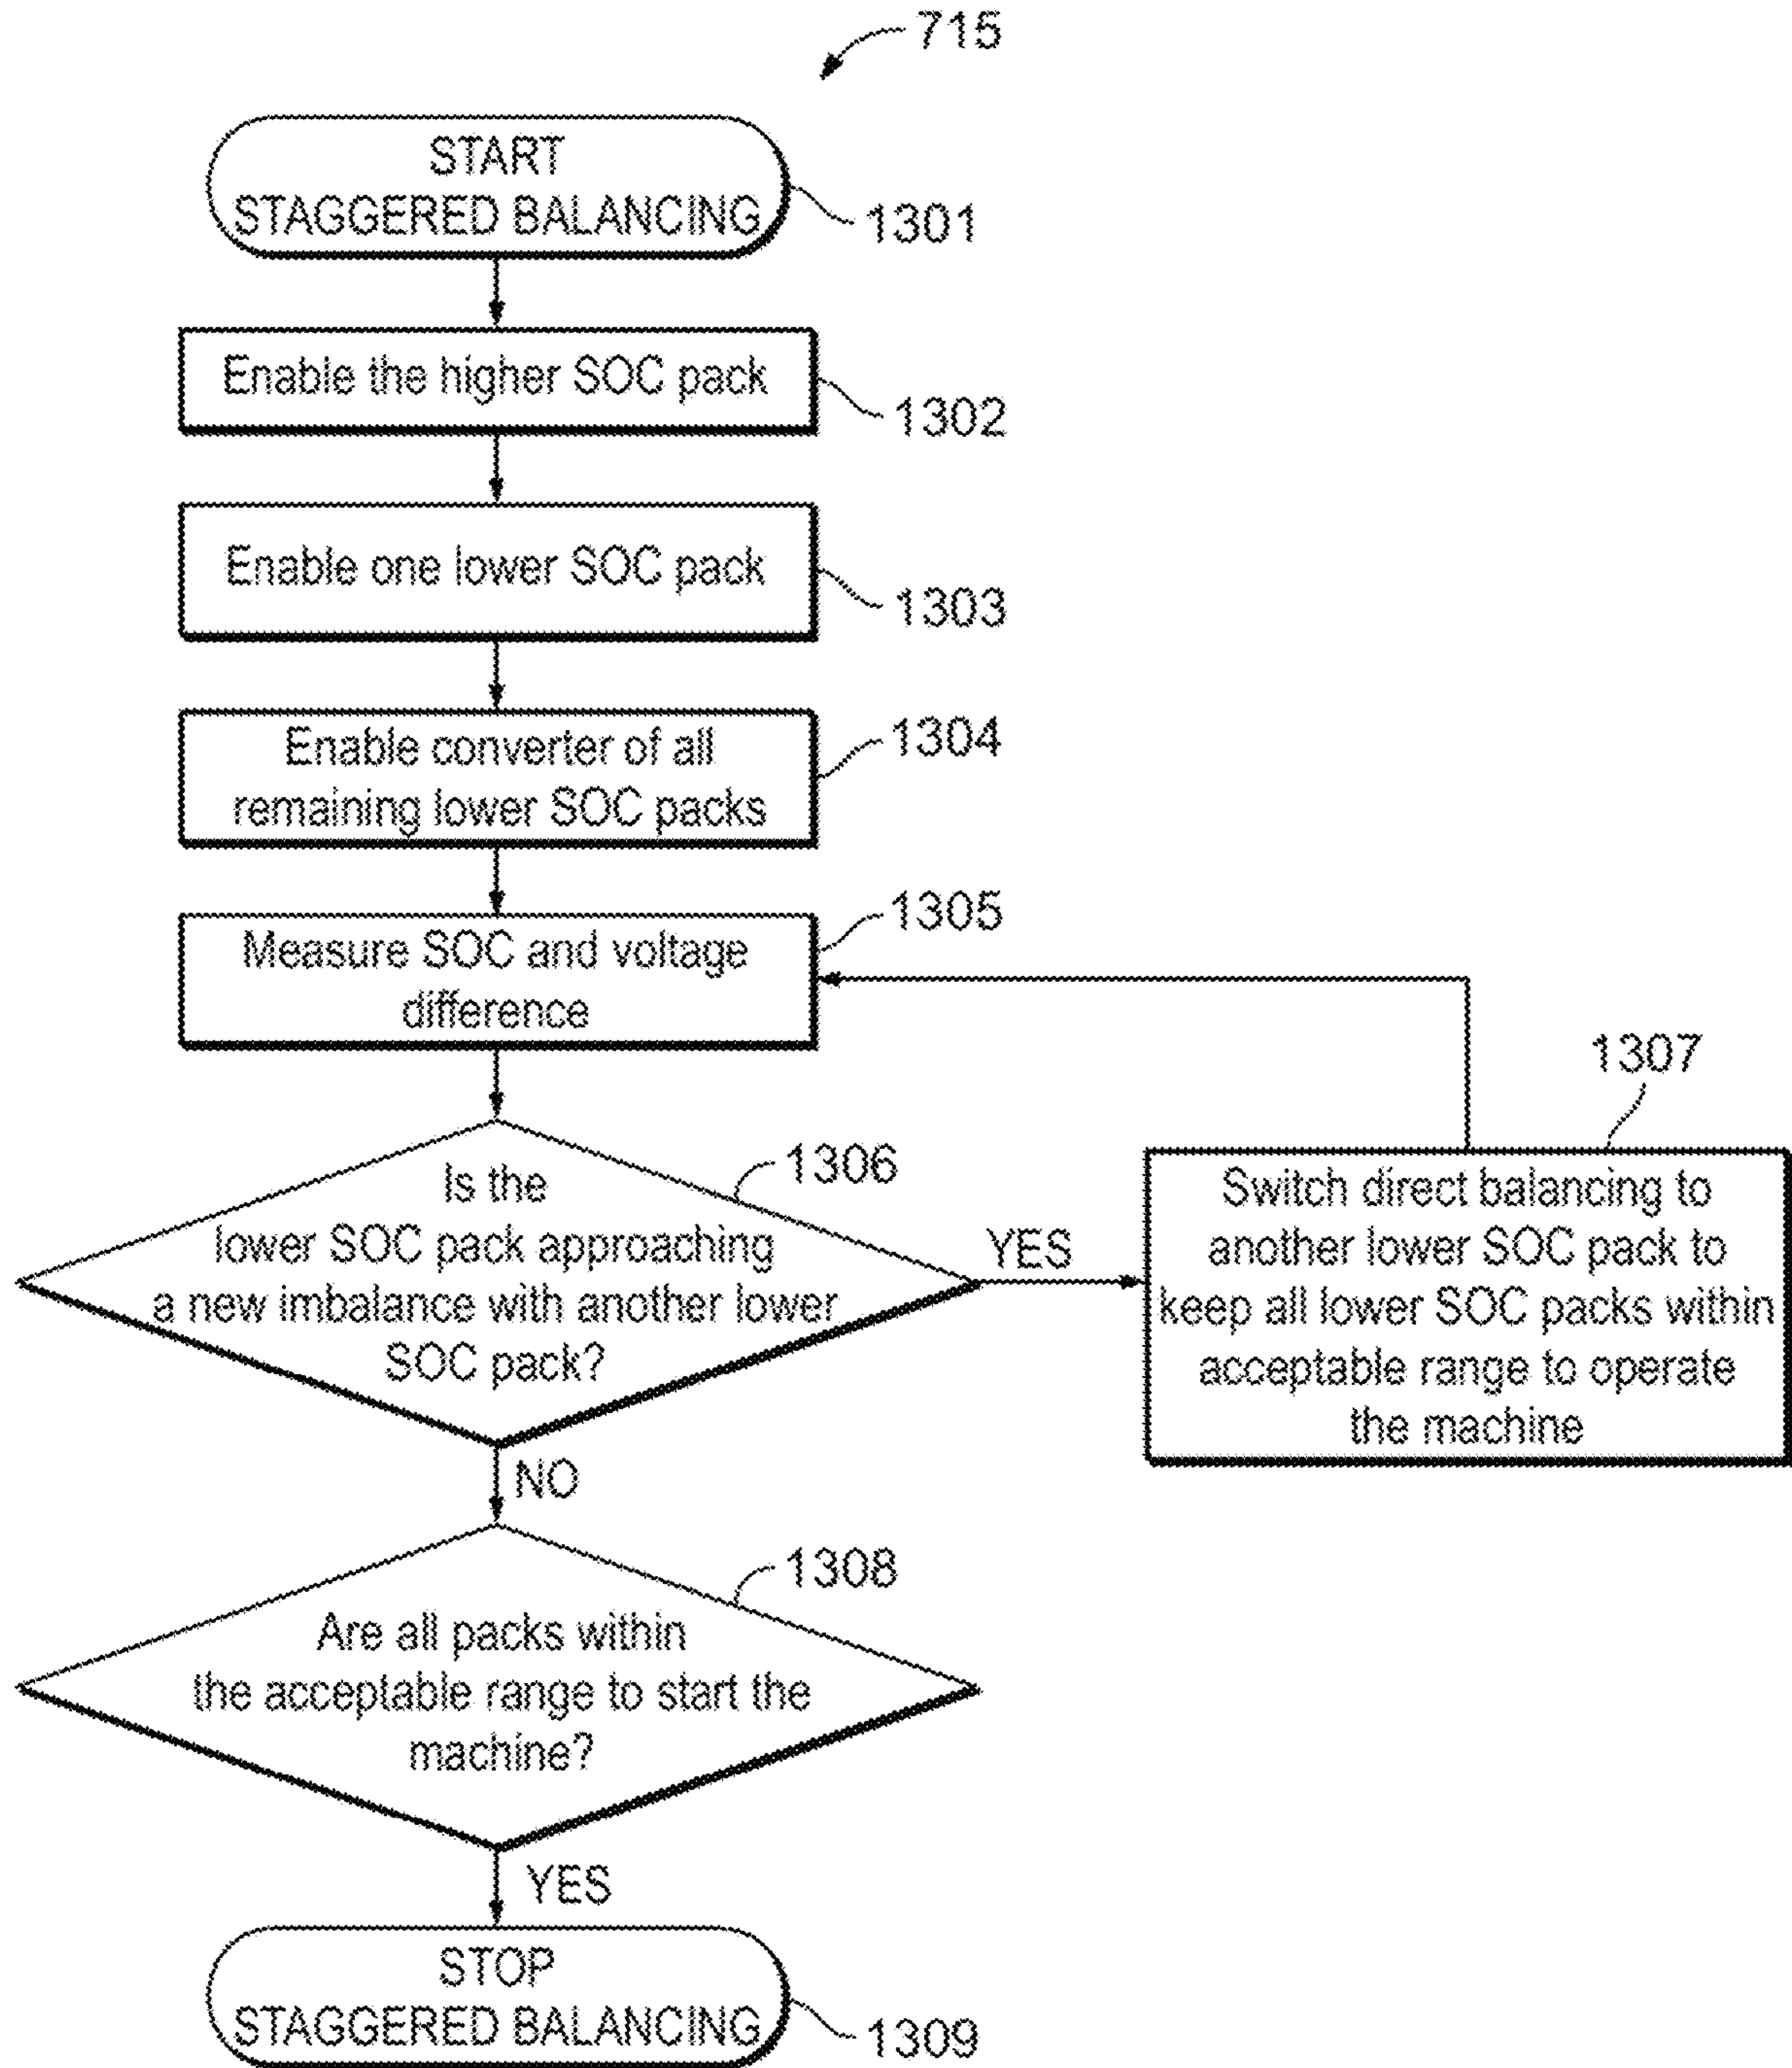 715
START
STAGGERED BALANCING
1301
Enable the higher SOC pack
1302
Enable one lower SOC pack
1303
Enable converter of all
remaining lower SOC packs
1304
Measure SOC and voltage
difference
1305
Is the
lower SOC pack approaching
a new imbalance with another lower
SOC pack?
1306
YES
Switch direct balancing to
another lower SOC pack to
keep all lower SOC packs within
acceptable range to operate
the machine
1307
NO
Are all packs within
the acceptable range to start the
machine?
1308
YES
STOP
STAGGERED BALANCING
1309